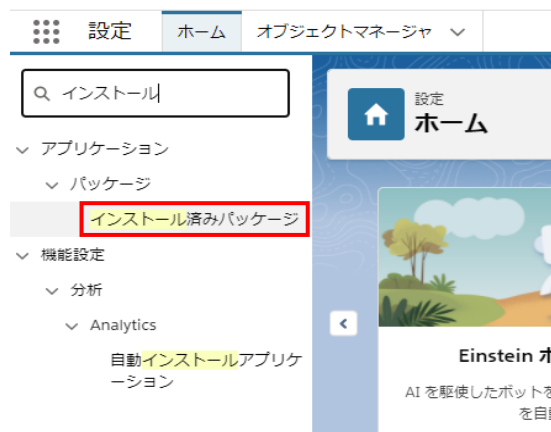 設定
ホーム
オブジェクトマネージャ
インストール
アプリケーション
パッケージ
インストール済みパッケージ
機能設定
分析
Analytics
自動インストールアプリケ
ーション
設定
ホーム
Einstein
AI を駆使したボットを
を自